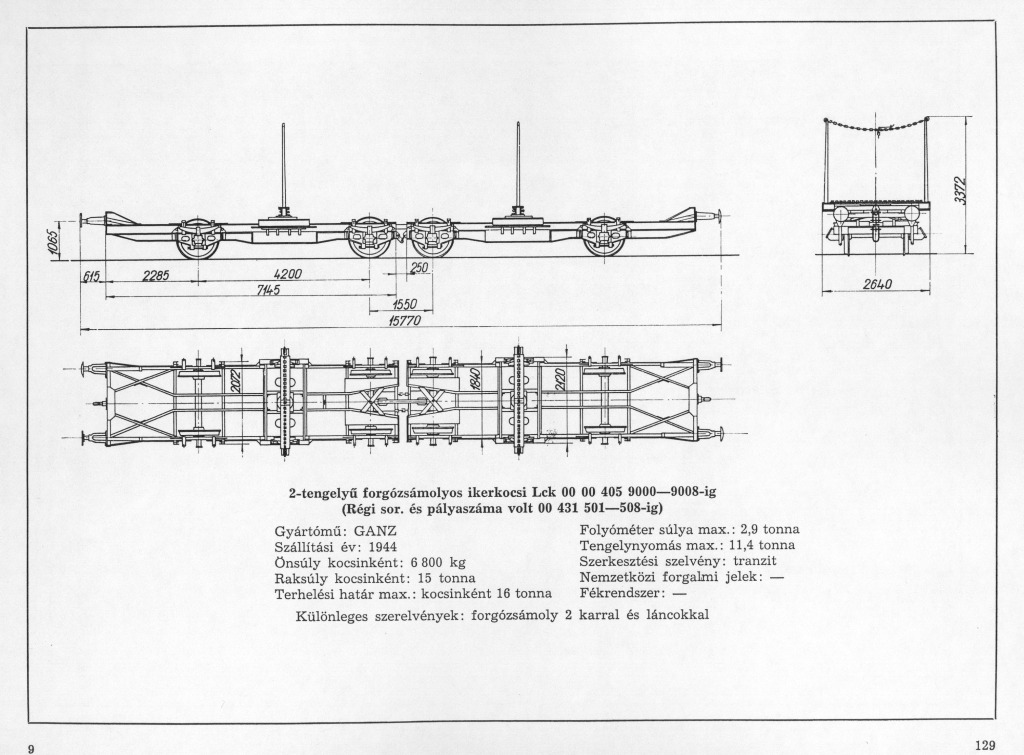 3372
1065
250
615
2285
4200
7145
2640
1550
15770
2072
1840
2120
2-tengelyű forgózsámolyos ikerkocsi Lck 00 00 405 9000—9008-ig
(Régi sor. és pályaszáma volt 00 431 501—508-ig)
Gyártómű: GANZ
Szállítási év: 1944
Önsúly kocsinként: 6 800 kg
Raksúly kocsinként: 15 tonna
Terhelési határ max.: kocsinként 16 tonna
Folyóméter súlya max.: 2,9 tonna
Tengelynyomás max.: 11,4 tonna
Szerkesztési szelvény: tranzit
Nemzetközi forgalmi jelek: —
Fékrendszer: —
Különleges szerelvények: forgózsámoly 2 karral és láncokkal
9
129